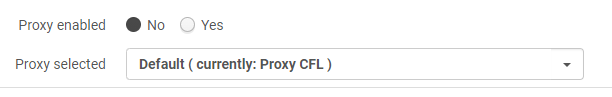 Proxy enabled No Yes
Proxy selected Default ( currently: Proxy CFL )